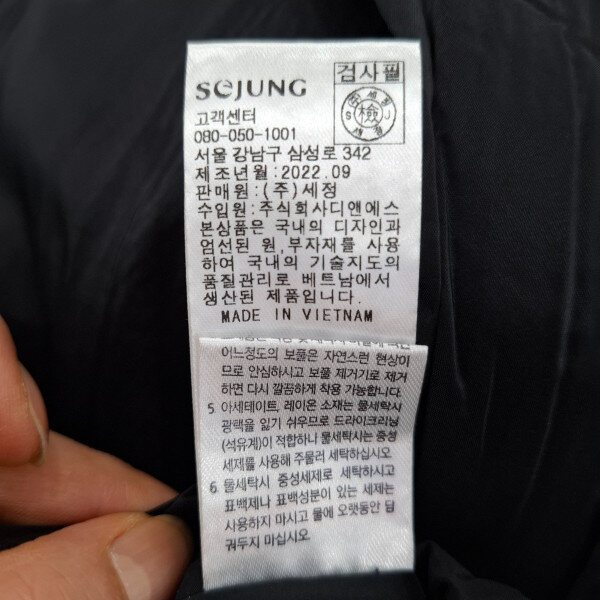 SEJUNG
검사필
고객센터
080-050-1001
세정
S 檢 J
세정
서울 강남구 삼성로 342
제조년월 : 2022.09
판매원 : (주)세정
수입원 : 주식회사디앤에스
본상품은 국내의 디자인과
엄선된 원,부자재를 사용
하여 국내의 기술지도의
품질관리로 베트남에서
생산된 제품입니다.
MADE IN VIETNAM
어느정도의 보풀은 자연스런 현상이
므로 안심하시고 보풀 제거기로 제거
하면 다시 깔끔하게 착용 가능합니다.
5 아세테이트, 레이온 소재는 물세탁시
광택을 잃기 쉬우므로 드라이크리닝
(석유계)이 적합하나 물세탁시는 중성
세제를 사용해 주물러 세탁하십시오
6 물세탁시 중성세제로 세탁하시고
표백제나 표백성분이 있는 세제는
사용하지 마시고 물에 오랫동안 담
궈두지 마십시오.